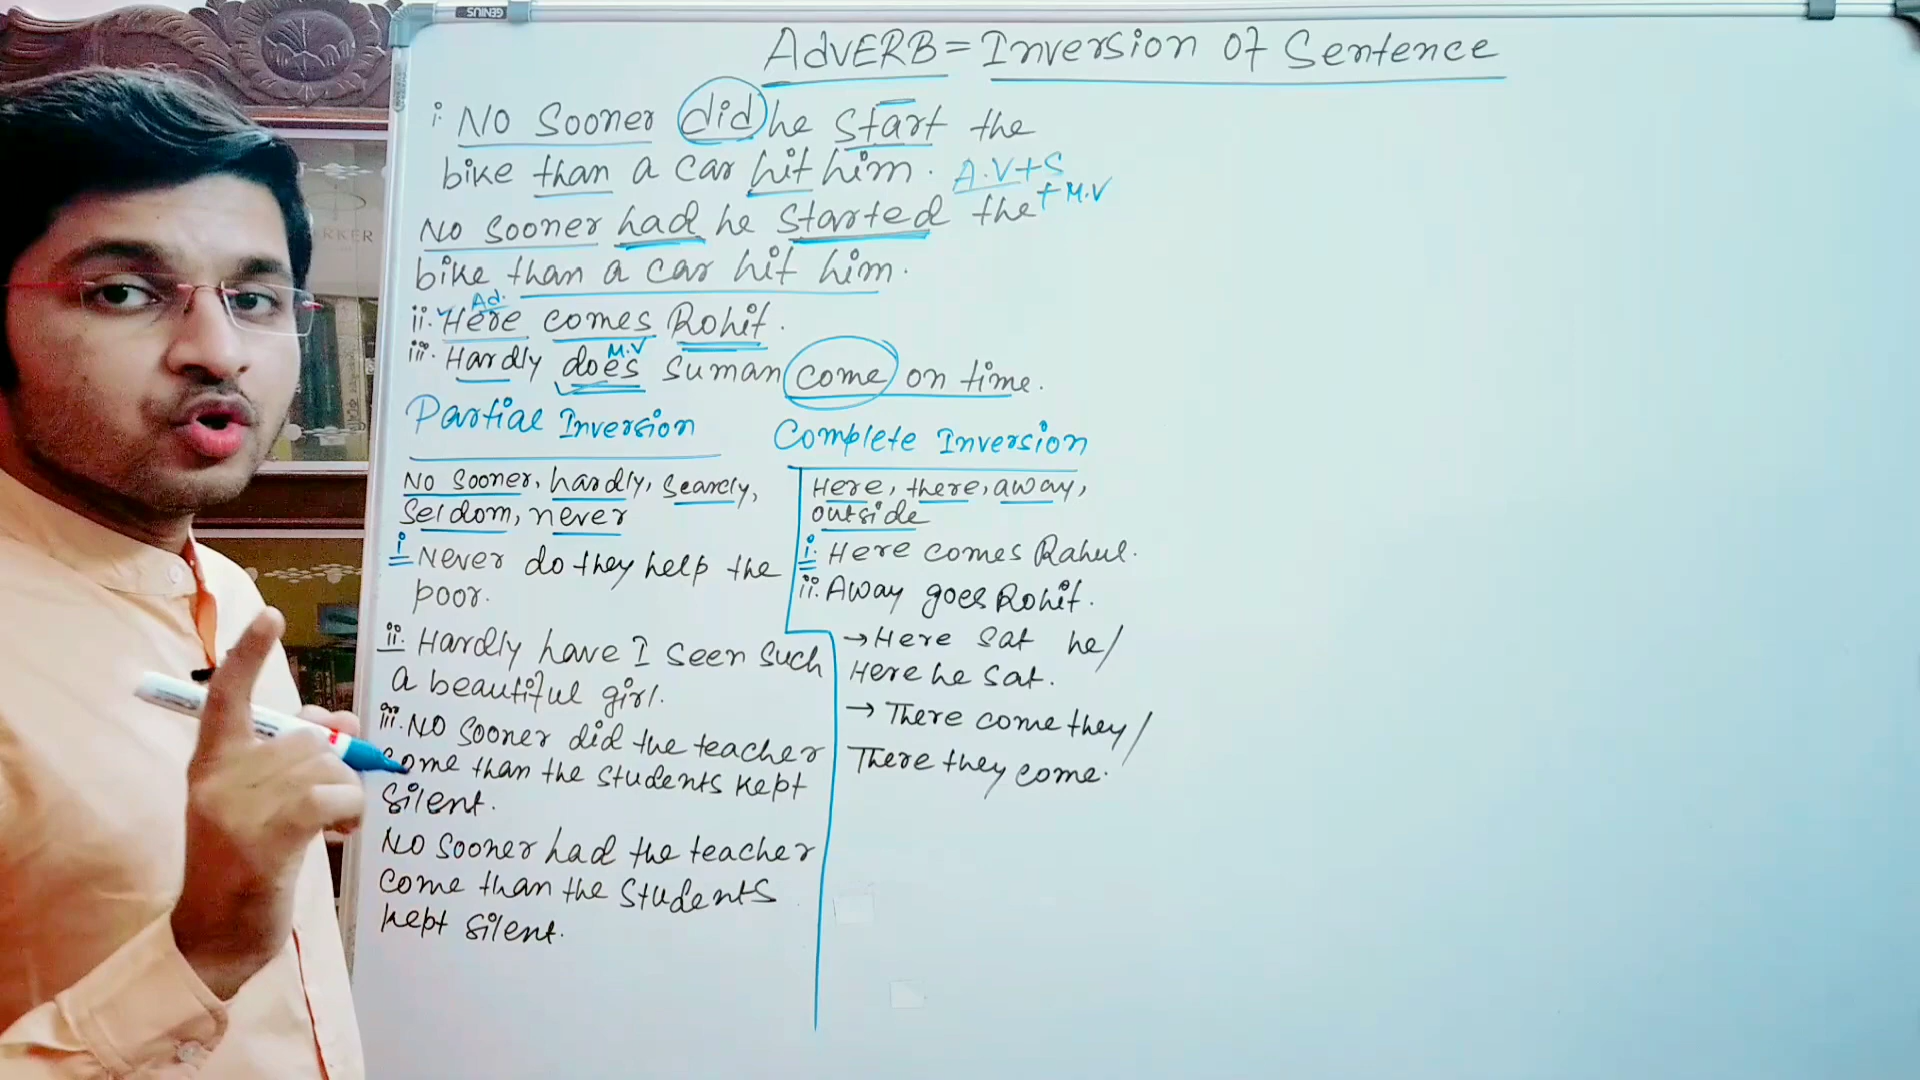 GENIUS
AdVERB = Inversion Of Sentence
i. No Sooner did he start the
bike than a car hit him. A.V+S
+ M.V
No sooner had he started the
bike than a car hit him.
Ad.
ii. Here comes Rohit.
M.V
iii. Hardly does suman come on time.
Partial Inversion
No sooner, hardly, Scarcely,
Seldom, never
i Never do they help the
poor.
ii. Hardly have I seen such
a beautiful girl.
iii. No sooner did the teacher
come than the students kept
silent.
No sooner had the teacher
come than the students
kept silent.
Complete Inversion
Here, there, away,
outside
i. Here comes Rahul.
ii. Away goes Rohit.
→ Here sat he/
Here he sat.
→ There come they/
There they come.